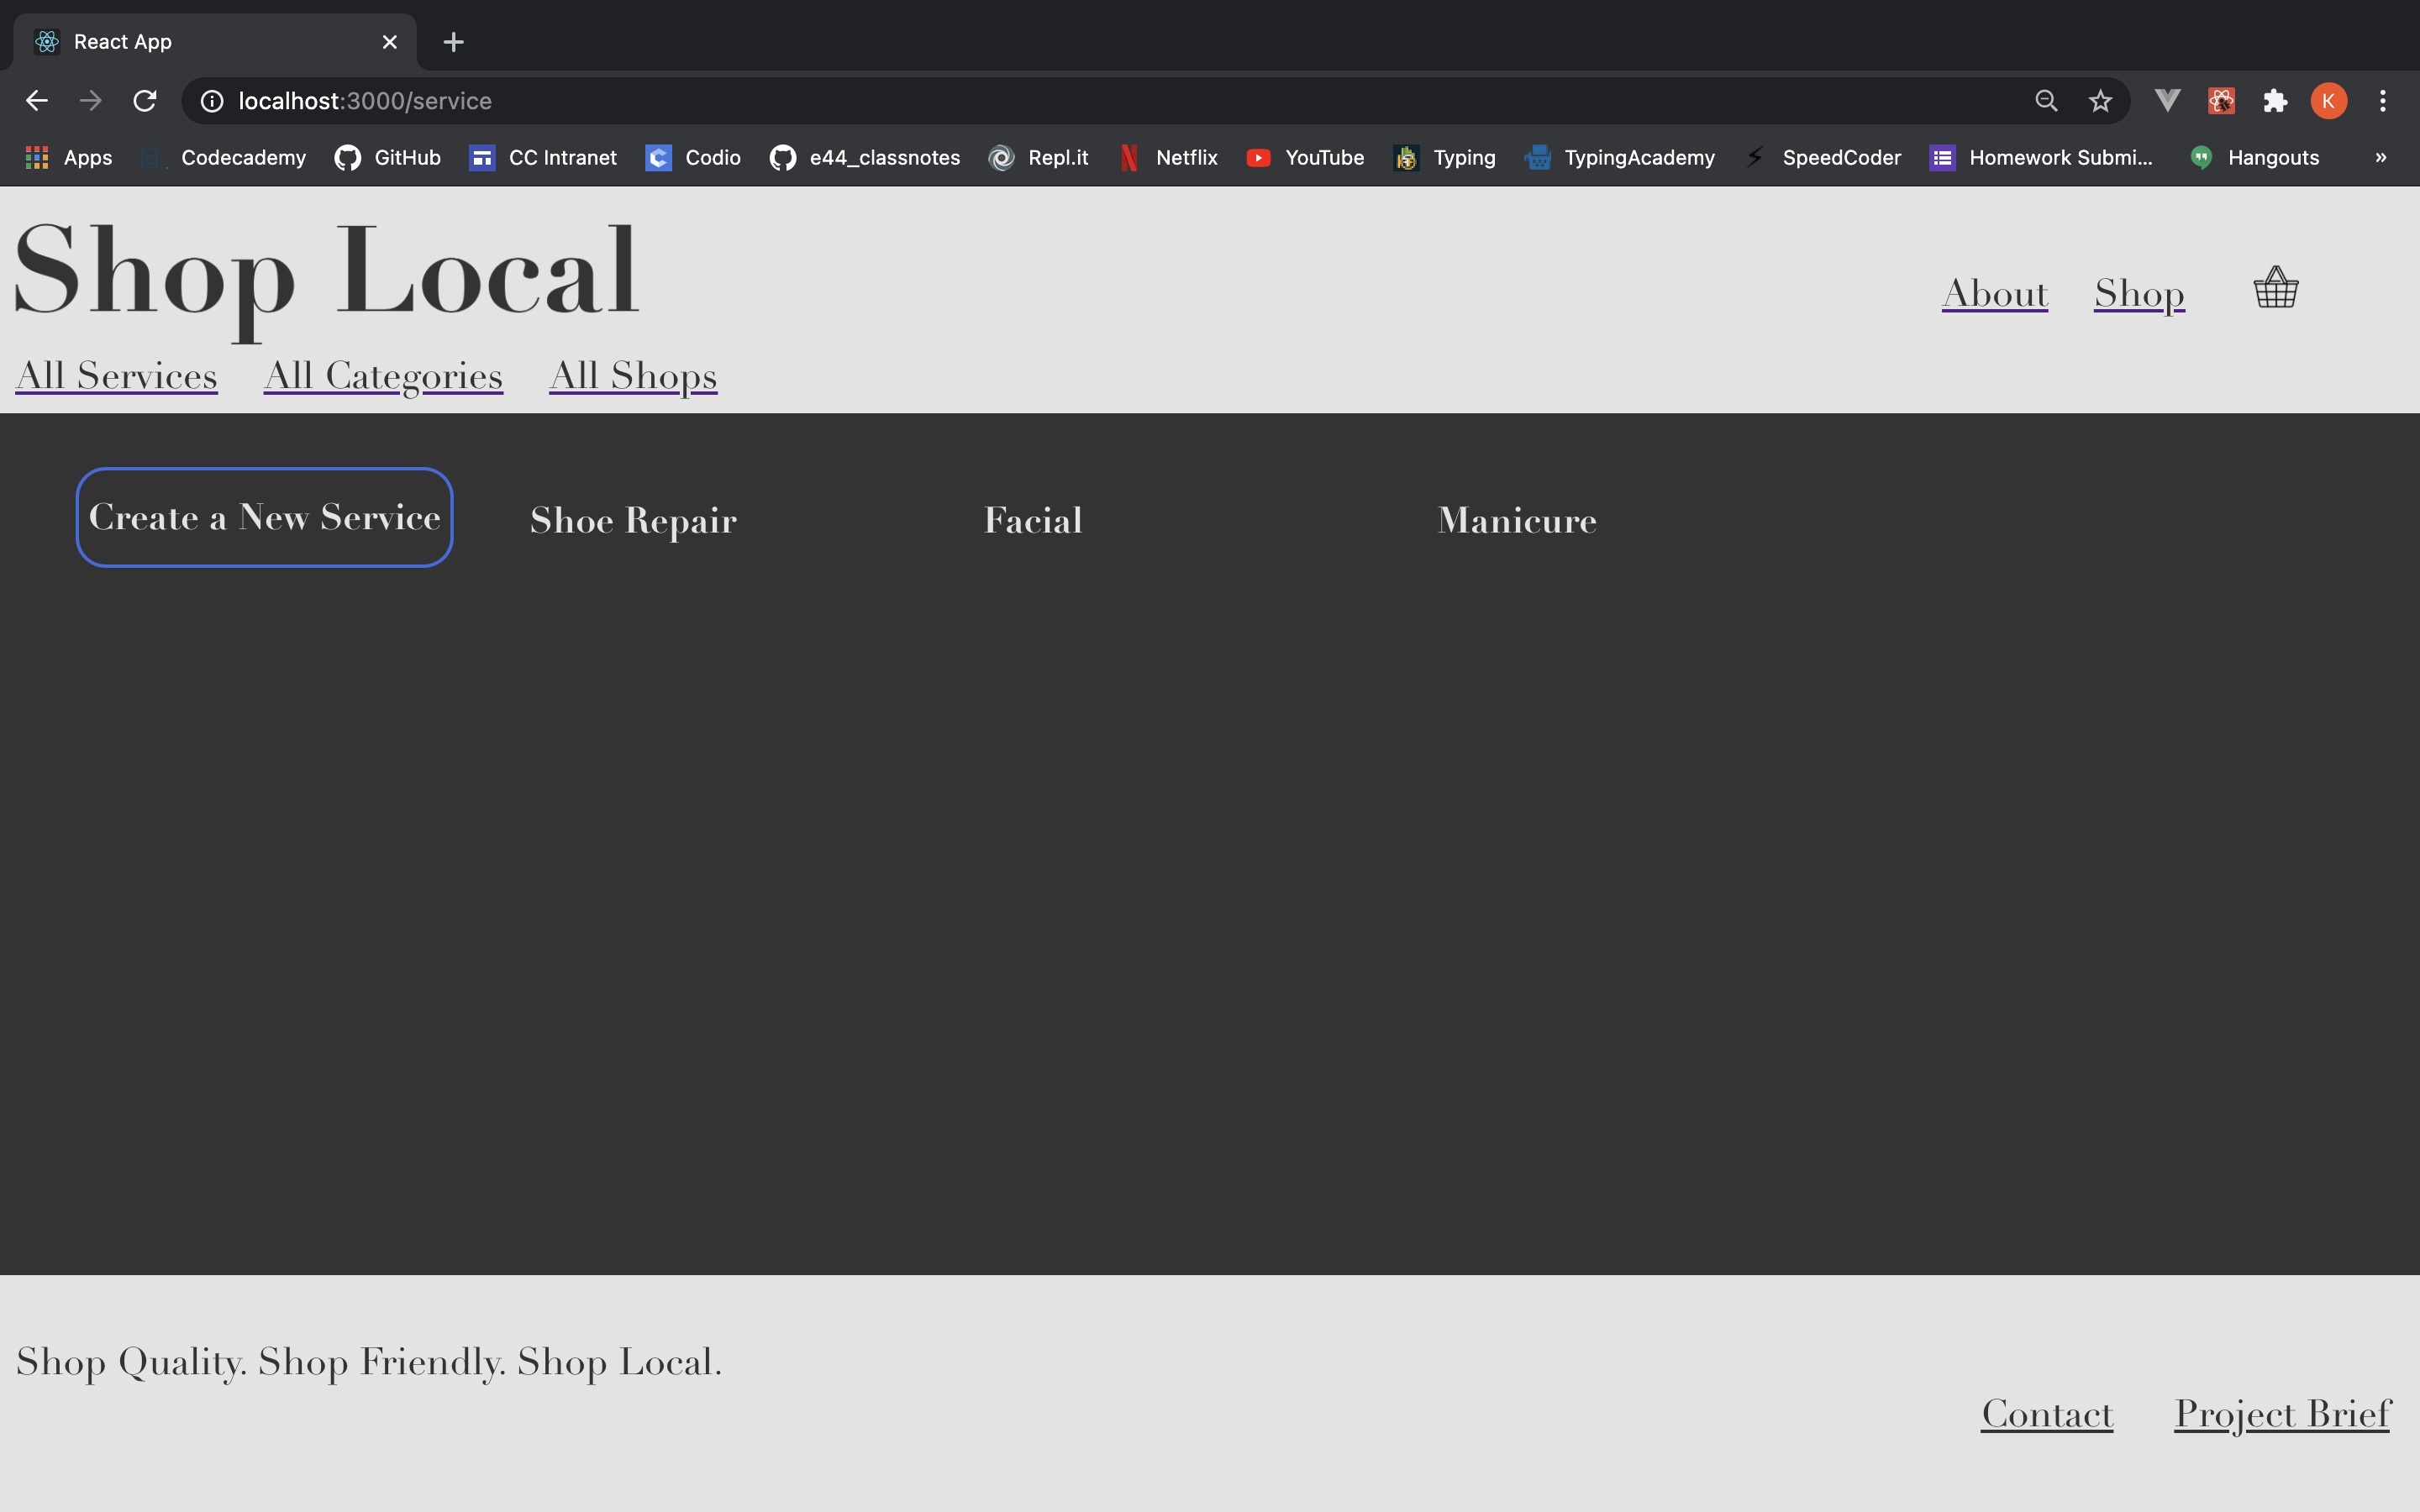 React App
localhost:3000/service
K
Apps Codecademy GitHub CC Intranet Codio e44_classnotes Repl.it Netflix YouTube Typing TypingAcademy SpeedCoder Homework Submi... Hangouts »
Shop Local
About Shop
All Services All Categories All Shops
Create a New Service Shoe Repair Facial Manicure
Shop Quality. Shop Friendly. Shop Local.
Contact Project Brief